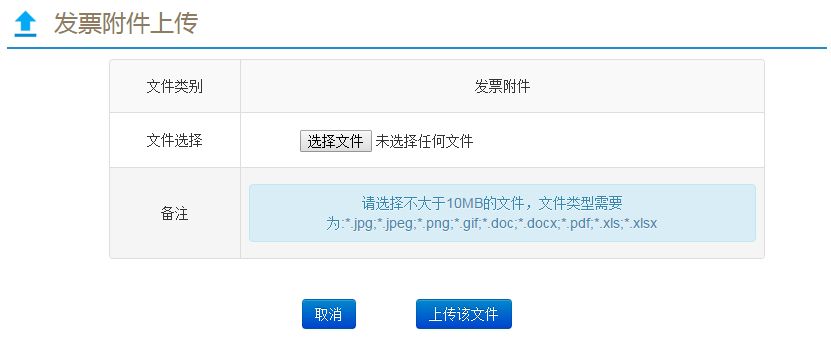 发票附件上传
文件类别 发票附件
文件选择 选择文件 未选择任何文件
备注 请选择不大于10MB的文件，文件类型需要
为:*.jpg;*.jpeg;*.png;*.gif;*.doc;*.docx;*.pdf;*.xls;*.xlsx
取消 上传该文件